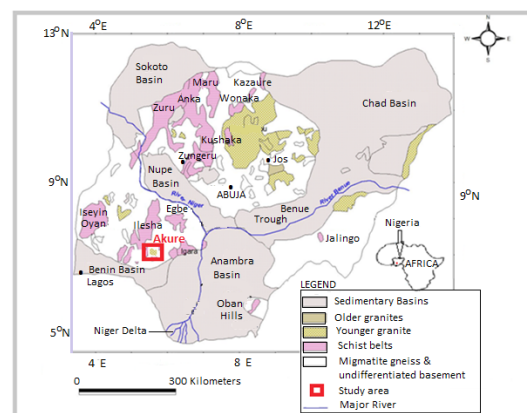 4°E
8°E
12°E
13°N
N
W
E
S
Sokoto
Basin
Maru
Kazaure
Anka
Wonaka
Zuru
Chad Basin
Kushaka
Zungeru
Jos
9°N
Nupe
Basin
ABUJA
9°N
Egbe
River Benue
Benue
Trough
Iseyin
Oyan
Ilesha
Nigeria
Akure
Jalingo
Igara
Anambra
Basin
AFRICA
Benin Basin
Lagos
LEGEND
Sedimentary Basins
Older granites
Younger granite
Schist belts
Migmatite gneiss &
undifferentiated basement
Study area
Major River
Oban
Hills
Niger Delta
5°N
4 E
8 E
0
300 Kilometers